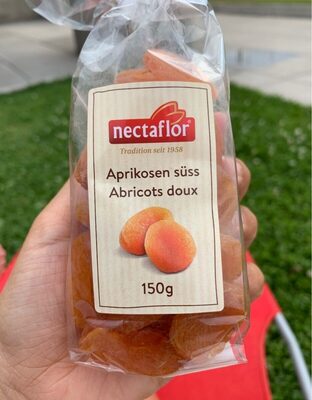 nectaflor
Tradition seit 1958
Aprikosen süss
Abricots doux
150g